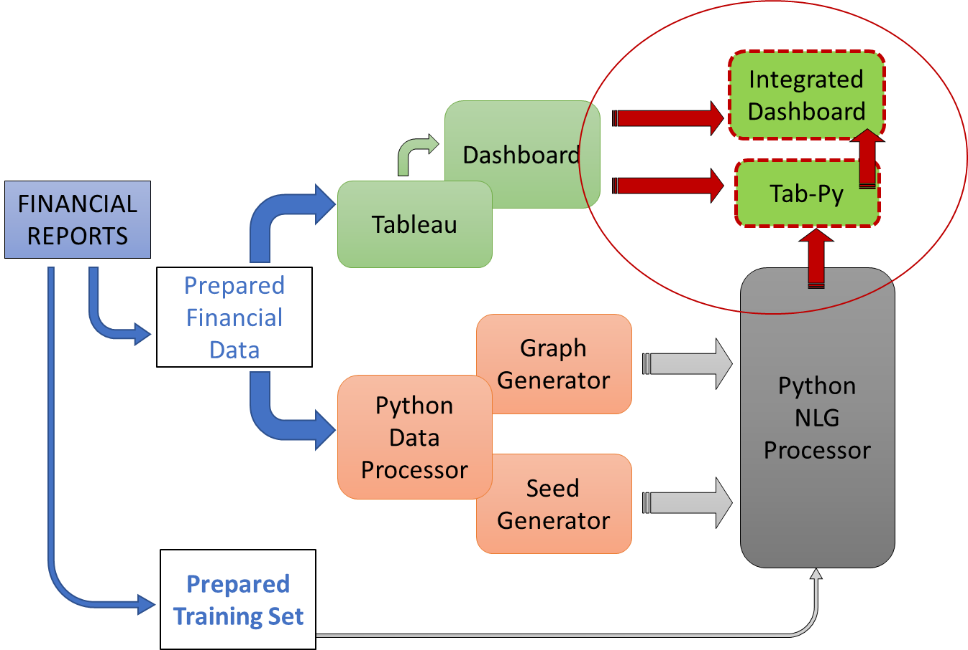 Integrated
Dashboard
Dashboard
Tab-Py
FINANCIAL
REPORTS
Tableau
Prepared
Financial
Data
Graph
Generator
Python
Data
Processor
Python
NLG
Processor
Seed
Generator
Prepared
Training Set